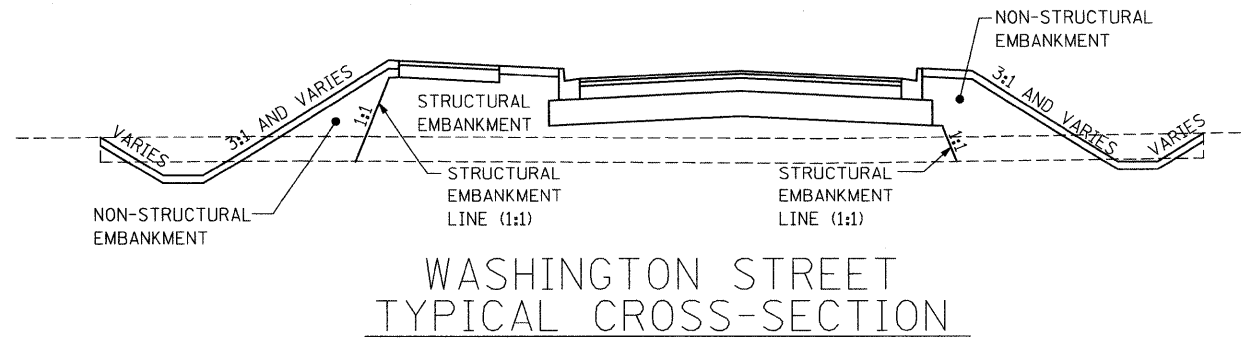 NON-STRUCTURAL
EMBANKMENT
3:1 AND VARIES
STRUCTURAL
EMBANKMENT
1:1
3:1 AND VARIES
VARIES
VARIES
1:1
NON-STRUCTURAL
EMBANKMENT
STRUCTURAL
EMBANKMENT
LINE (1:1)
STRUCTURAL
EMBANKMENT
LINE (1:1)
WASHINGTON STREET
TYPICAL CROSS-SECTION